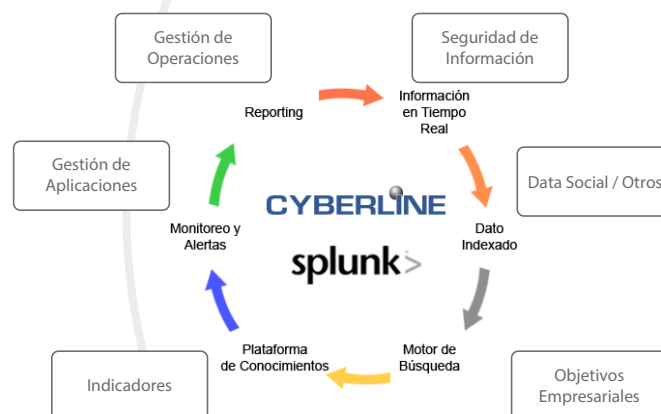 Gestión de
Operaciones
Seguridad de
Información
Reporting
Información
en Tiempo
Real
Gestión de
Aplicaciones
Data Social / Otros
CYBERLINE
Monitoreo y
Alertas
Dato
Indexado
splunk>
Plataforma
de Conocimientos
Motor de
Búsqueda
Indicadores
Objetivos
Empresariales